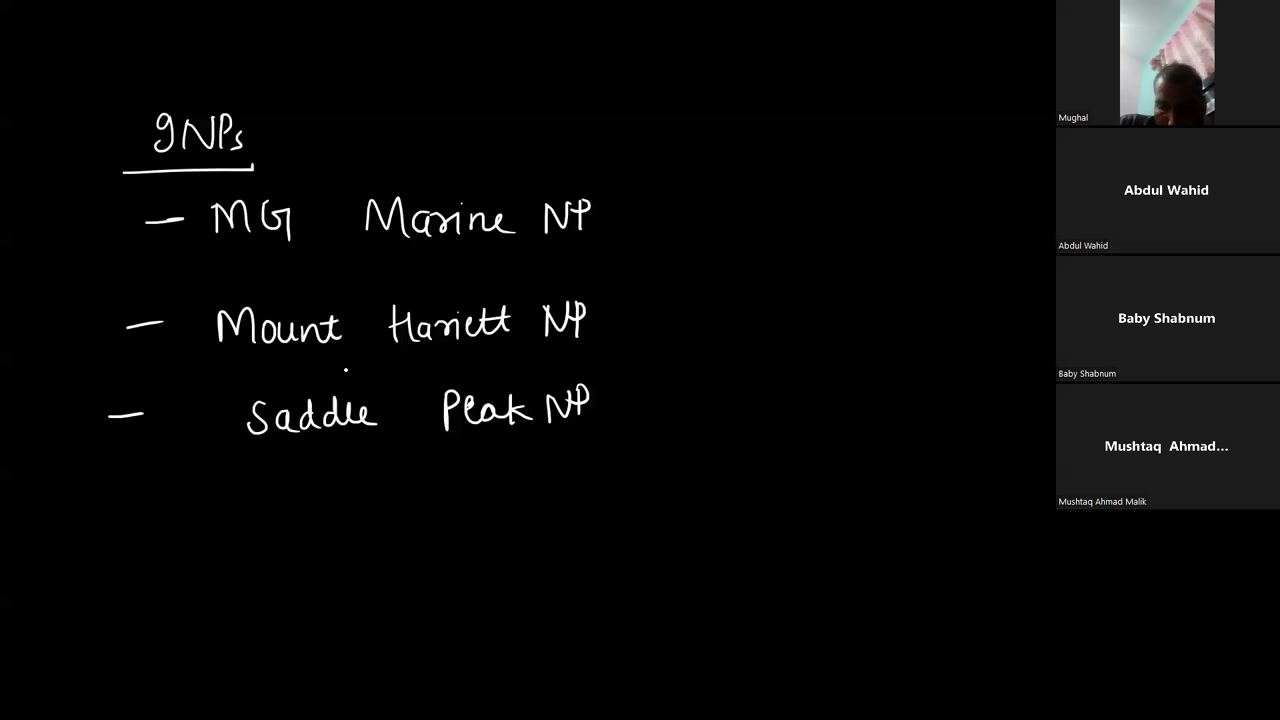 9NPs
- MG Marine NP
- Mount Hariett NP
- Saddle Peak NP
Mughal
Abdul Wahid
Abdul Wahid
Baby Shabnum
Baby Shabnum
Mushtaq Ahmad...
Mushtaq Ahmad Malik